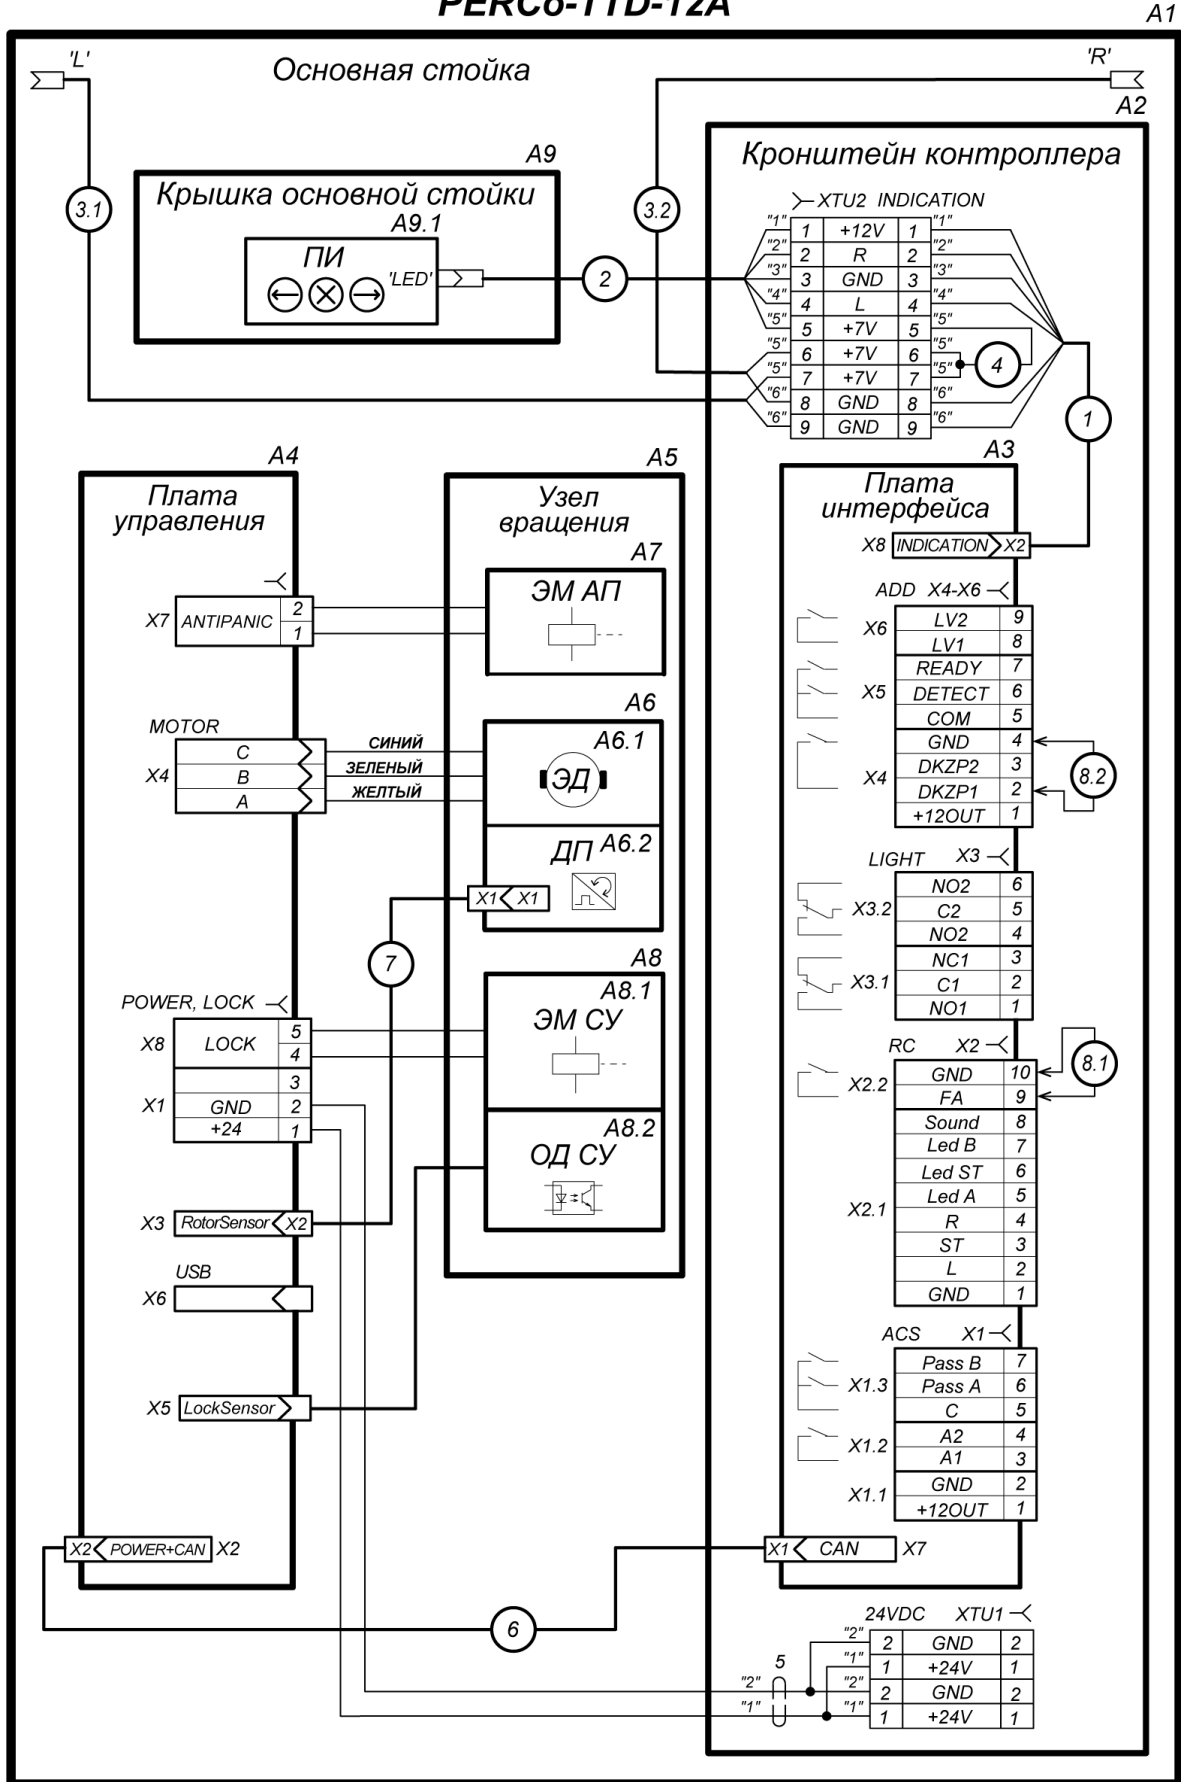 PERCo-TTD-12A
A1
'L'
Основная стойка
'R'
A2
A9
Крышка основной стойки
A9.1
ПИ
'LED'
3.1
3.2
2
Кронштейн контроллера
XTU2 INDICATION
"1" 1 +12V 1 "1"
"2" 2 R 2 "2"
"3" 3 GND 3 "3"
"4" 4 L 4 "4"
"5" 5 +7V 5 "5"
"5" 6 +7V 6 "5"
"5" 7 +7V 7 "5"
"6" 8 GND 8 "6"
"6" 9 GND 9 "6"
4
1
A4
Плата
управления
X7 ANTIPANIC 2
1
MOTOR
X4
C СИНИЙ
B ЗЕЛЕНЫЙ
A ЖЕЛТЫЙ
POWER, LOCK
X8 LOCK 5
4
3
X1 GND 2
+24 1
X3 RotorSensor X2
USB
X6
X5 LockSensor
X2 POWER+CAN X2
7
A5
Узел
вращения
A7
ЭМ АП
A6
A6.1
ЭД
A6.2
ДП
X1 X1
A8
A8.1
ЭМ СУ
A8.2
ОД СУ
A3
Плата
интерфейса
X8 INDICATION X2
ADD X4-X6
X6
LV2 9
LV1 8
X5
READY 7
DETECT 6
COM 5
X4
GND 4
DKZP2 3
DKZP1 2
+12OUT 1
8.2
LIGHT X3
X3.2
NO2 6
C2 5
NO2 4
X3.1
NC1 3
C1 2
NO1 1
RC X2
X2.2
GND 10
FA 9
8.1
X2.1
Sound 8
Led B 7
Led ST 6
Led A 5
R 4
ST 3
L 2
GND 1
ACS X1
X1.3
Pass B 7
Pass A 6
C 5
X1.2
A2 4
A1 3
X1.1
GND 2
+12OUT 1
X1 CAN X7
6
24VDC XTU1
"2" 2 GND 2
"1" 1 +24V 1
5
"2" "2" 2 GND 2
"1" "1" 1 +24V 1